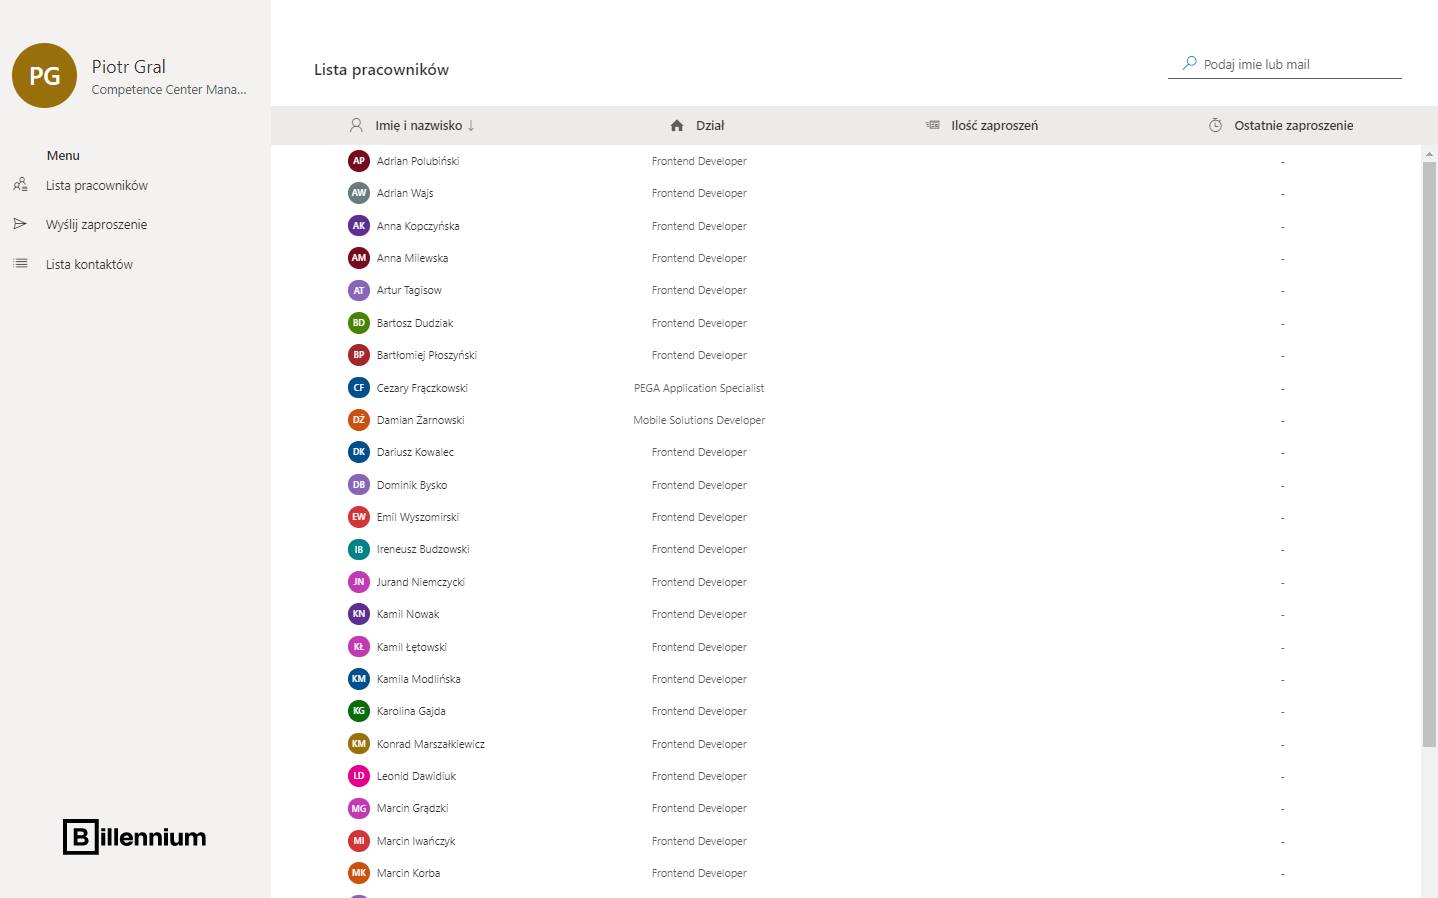 PG
Piotr Gral
Competence Center Mana...
Menu
Lista pracowników
Wyślij zaproszenie
Lista kontaktów
Billennium
Lista pracowników
Podaj imie lub mail
Imię i nazwisko ↓ Dział Ilość zaproszeń Ostatnie zaproszenie
AP Adrian Polubiński Frontend Developer -
AW Adrian Wajs Frontend Developer -
AK Anna Kopczyńska Frontend Developer -
AM Anna Milewska Frontend Developer -
AT Artur Tagisow Frontend Developer -
BD Bartosz Dudziak Frontend Developer -
BP Bartłomiej Płoszyński Frontend Developer -
CF Cezary Frączkowski PEGA Application Specialist -
DŻ Damian Żarnowski Mobile Solutions Developer -
DK Dariusz Kowalec Frontend Developer -
DB Dominik Bysko Frontend Developer -
EW Emil Wyszomirski Frontend Developer -
IB Ireneusz Budzowski Frontend Developer -
JN Jurand Niemczycki Frontend Developer -
KN Kamil Nowak Frontend Developer -
KŁ Kamil Łętowski Frontend Developer -
KM Kamila Modlińska Frontend Developer -
KG Karolina Gajda Frontend Developer -
KM Konrad Marszałkiewicz Frontend Developer -
LD Leonid Dawidiuk Frontend Developer -
MG Marcin Grądzki Frontend Developer -
MI Marcin Iwańczyk Frontend Developer -
MK Marcin Korba Frontend Developer -